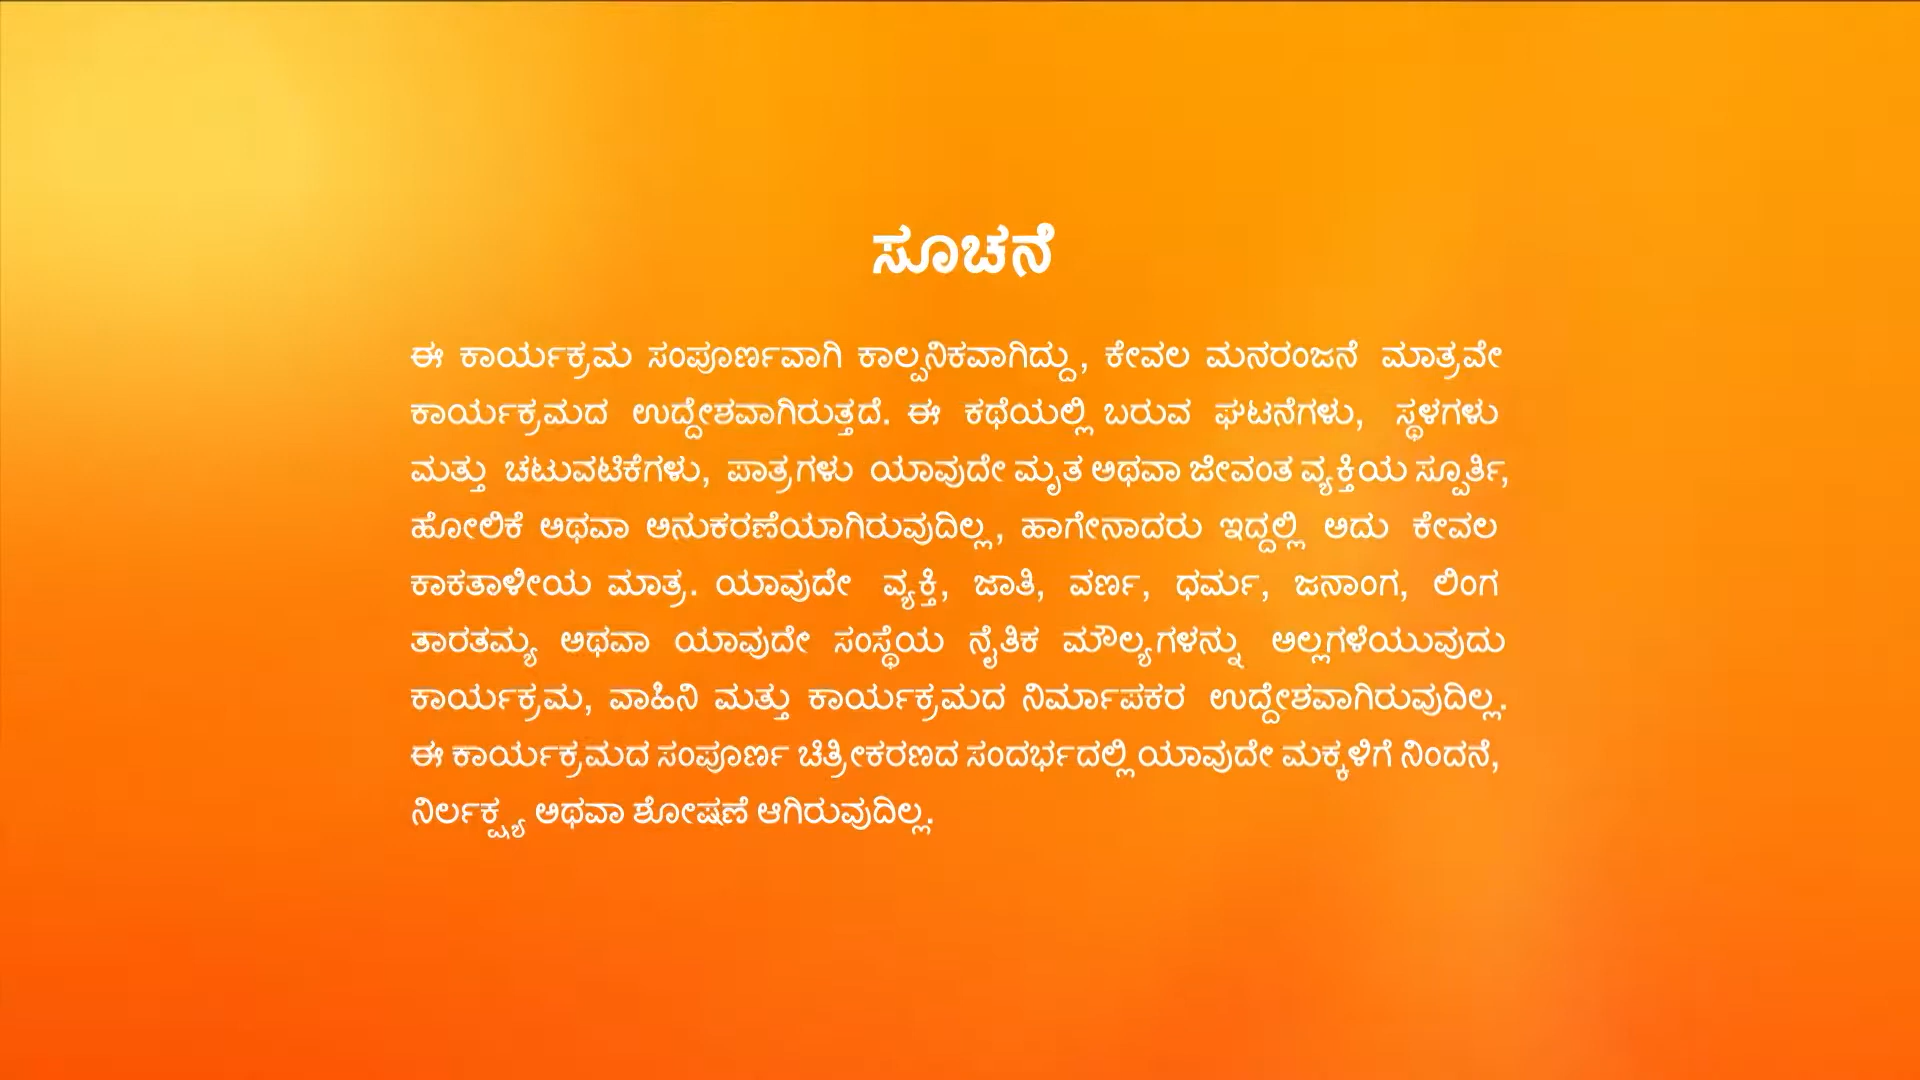 ಸೂಚನೆ
ಈ ಕಾರ್ಯಕ್ರಮ ಸಂಪೂರ್ಣವಾಗಿ ಕಾಲ್ಪನಿಕವಾಗಿದ್ದು, ಕೇವಲ ಮನರಂಜನೆ ಮಾತ್ರವೇ
ಕಾರ್ಯಕ್ರಮದ ಉದ್ದೇಶವಾಗಿರುತ್ತದೆ. ಈ ಕಥೆಯಲ್ಲಿ ಬರುವ ಘಟನೆಗಳು, ಸ್ಥಳಗಳು
ಮತ್ತು ಚಟುವಟಿಕೆಗಳು, ಪಾತ್ರಗಳು ಯಾವುದೇ ಮೃತ ಅಥವಾ ಜೀವಂತ ವ್ಯಕ್ತಿಯ ಸ್ಪೂರ್ತಿ,
ಹೋಲಿಕೆ ಅಥವಾ ಅನುಕರಣೆಯಾಗಿರುವುದಿಲ್ಲ, ಹಾಗೇನಾದರು ಇದ್ದಲ್ಲಿ ಅದು ಕೇವಲ
ಕಾಕತಾಳೀಯ ಮಾತ್ರ. ಯಾವುದೇ ವ್ಯಕ್ತಿ, ಜಾತಿ, ವರ್ಣ, ಧರ್ಮ, ಜನಾಂಗ, ಲಿಂಗ
ತಾರತಮ್ಯ ಅಥವಾ ಯಾವುದೇ ಸಂಸ್ಥೆಯ ನೈತಿಕ ಮೌಲ್ಯಗಳನ್ನು ಅಲ್ಲಗಳೆಯುವುದು
ಕಾರ್ಯಕ್ರಮ, ವಾಹಿನಿ ಮತ್ತು ಕಾರ್ಯಕ್ರಮದ ನಿರ್ಮಾಪಕರ ಉದ್ದೇಶವಾಗಿರುವುದಿಲ್ಲ.
ಈ ಕಾರ್ಯಕ್ರಮದ ಸಂಪೂರ್ಣ ಚಿತ್ರೀಕರಣದ ಸಂದರ್ಭದಲ್ಲಿ ಯಾವುದೇ ಮಕ್ಕಳಿಗೆ ನಿಂದನೆ,
ನಿರ್ಲಕ್ಷ್ಯ ಅಥವಾ ಶೋಷಣೆ ಆಗಿರುವುದಿಲ್ಲ.